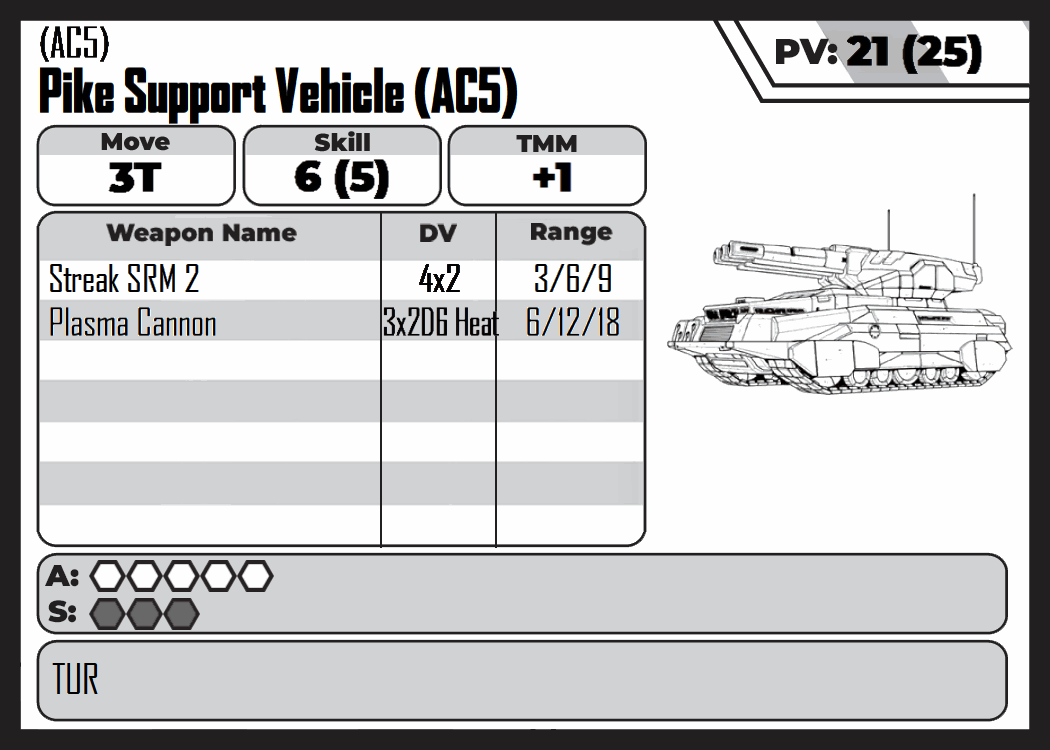 (AC5)
Pike Support Vehicle (AC5)
PV: 21 (25)
Move
3T
Skill
6 (5)
TMM
+1
Weapon Name DV Range
Streak SRM 2 4x2 3/6/9
Plasma Cannon 3x2D6 Heat 6/12/18
A:
S:
TUR